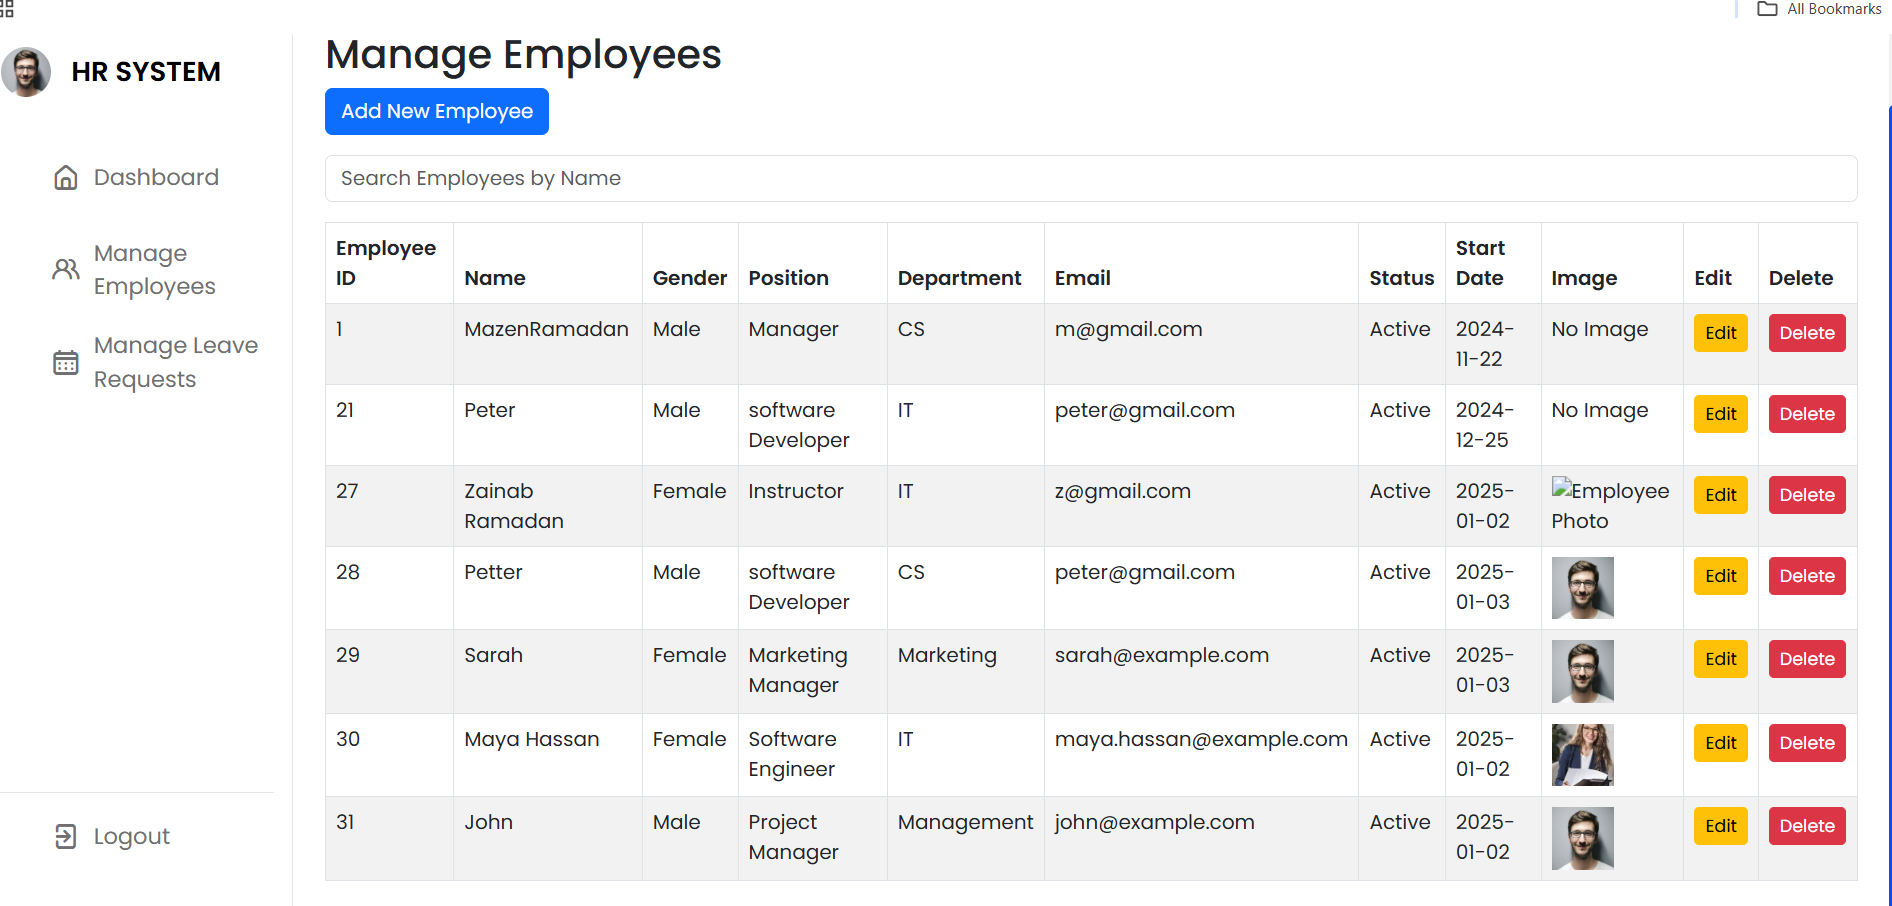 All Bookmarks
HR SYSTEM
Dashboard
Manage
Employees
Manage Leave
Requests
Logout
Manage Employees
Add New Employee
Search Employees by Name
Employee ID Name Gender Position Department Email Status Start Date Image Edit Delete
1 MazenRamadan Male Manager CS m@gmail.com Active 2024-11-22 No Image Edit Delete
21 Peter Male software Developer IT peter@gmail.com Active 2024-12-25 No Image Edit Delete
27 Zainab Ramadan Female Instructor IT z@gmail.com Active 2025-01-02 Employee Photo Edit Delete
28 Petter Male software Developer CS peter@gmail.com Active 2025-01-03 Edit Delete
29 Sarah Female Marketing Manager Marketing sarah@example.com Active 2025-01-03 Edit Delete
30 Maya Hassan Female Software Engineer IT maya.hassan@example.com Active 2025-01-02 Edit Delete
31 John Male Project Manager Management john@example.com Active 2025-01-02 Edit Delete